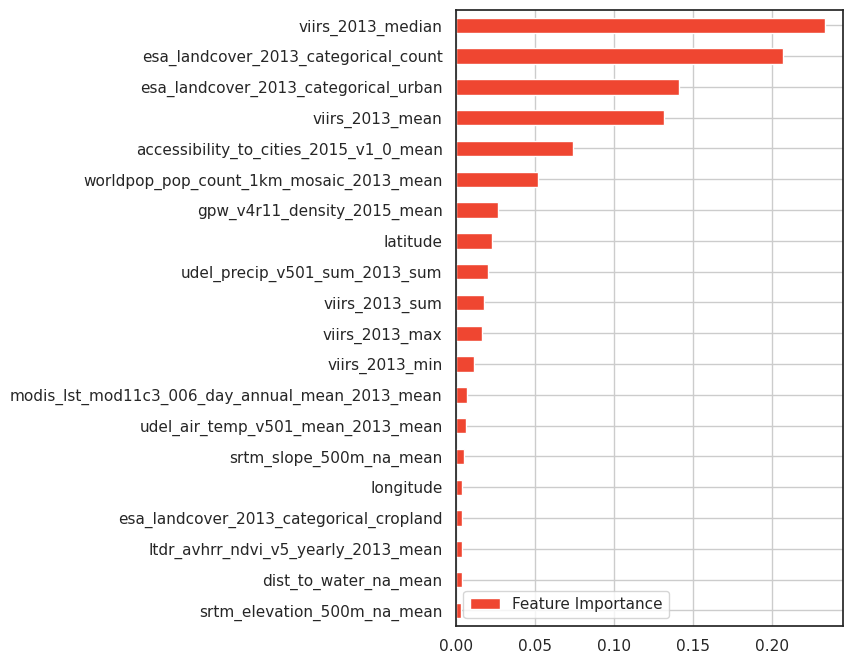 viirs_2013_median
esa_landcover_2013_categorical_count
esa_landcover_2013_categorical_urban
viirs_2013_mean
accessibility_to_cities_2015_v1_0_mean
worldpop_pop_count_1km_mosaic_2013_mean
gpw_v4r11_density_2015_mean
latitude
udel_precip_v501_sum_2013_sum
viirs_2013_sum
viirs_2013_max
viirs_2013_min
modis_lst_mod11c3_006_day_annual_mean_2013_mean
udel_air_temp_v501_mean_2013_mean
srtm_slope_500m_na_mean
longitude
esa_landcover_2013_categorical_cropland
ltdr_avhrr_ndvi_v5_yearly_2013_mean
dist_to_water_na_mean
srtm_elevation_500m_na_mean
Feature Importance
0.00 0.05 0.10 0.15 0.20